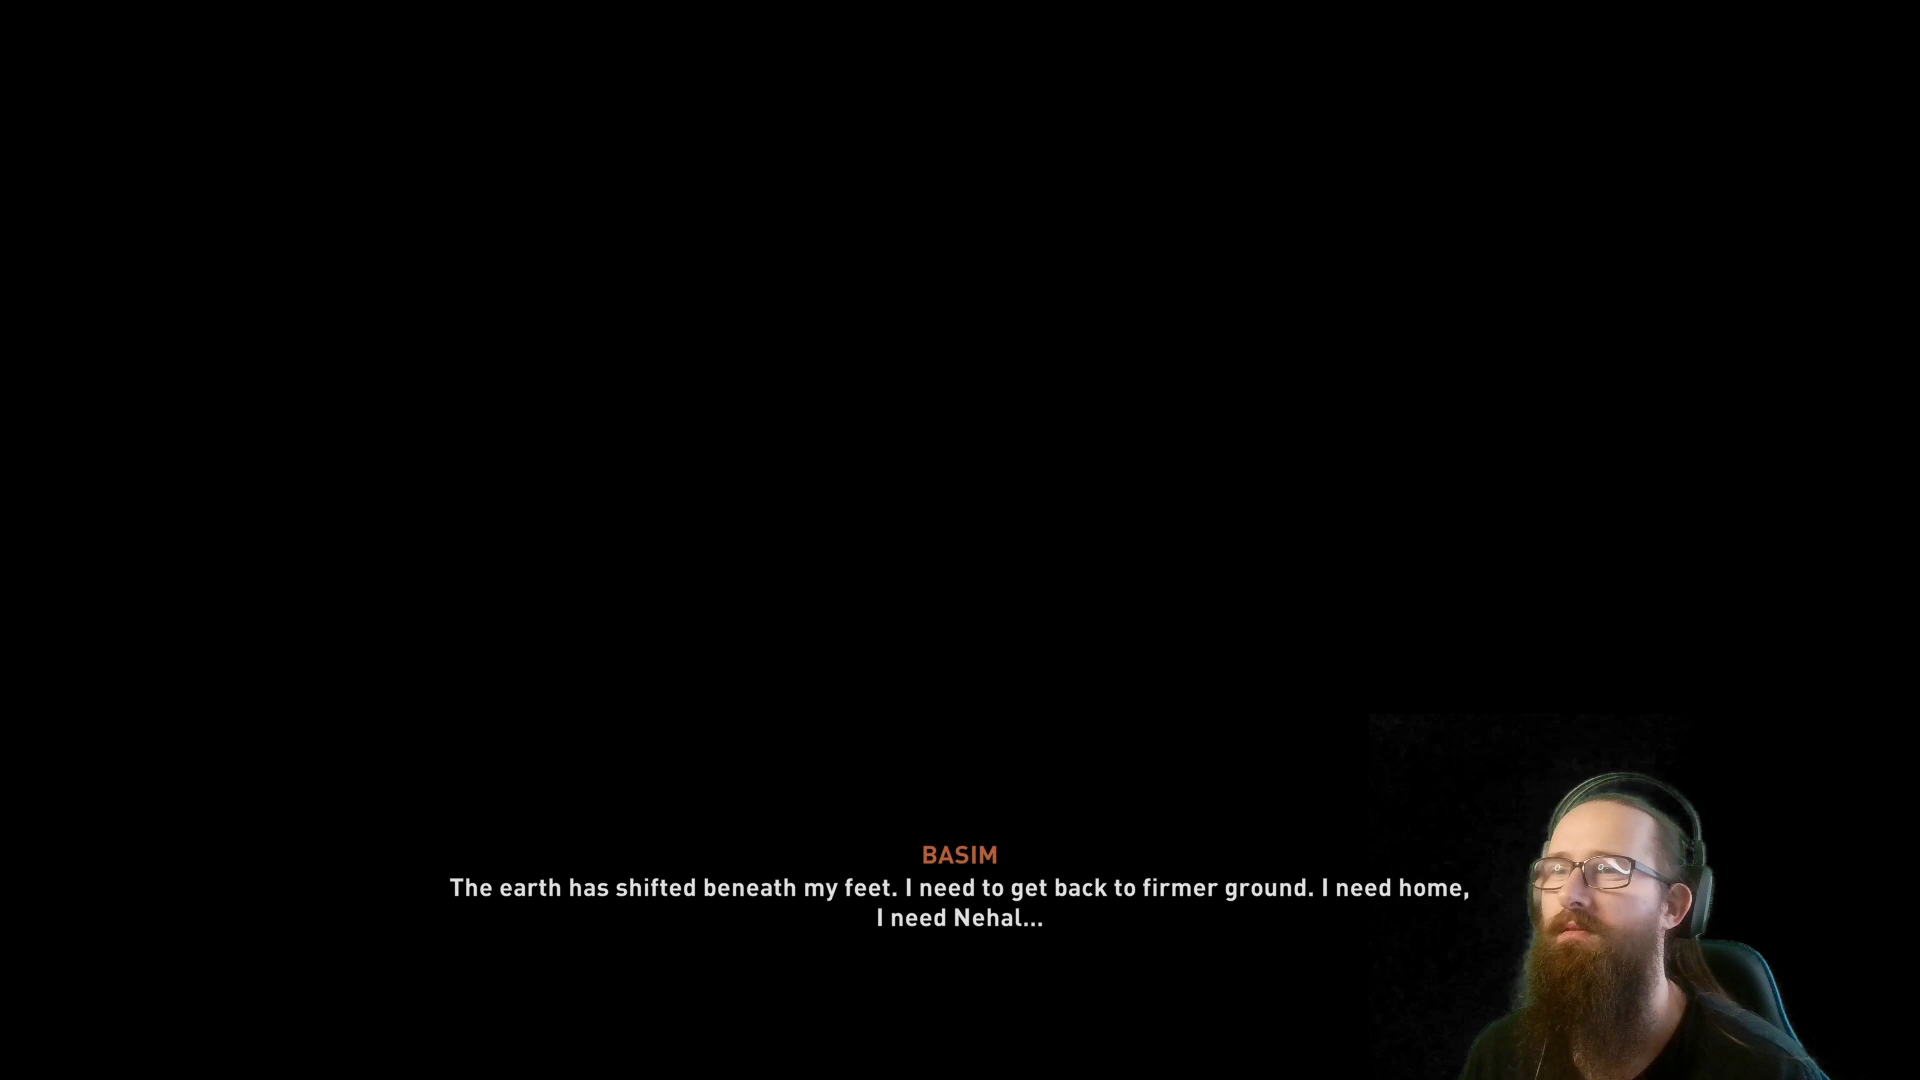 BASIM
The earth has shifted beneath my feet. I need to get back to firmer ground. I need home,
I need Nehal...